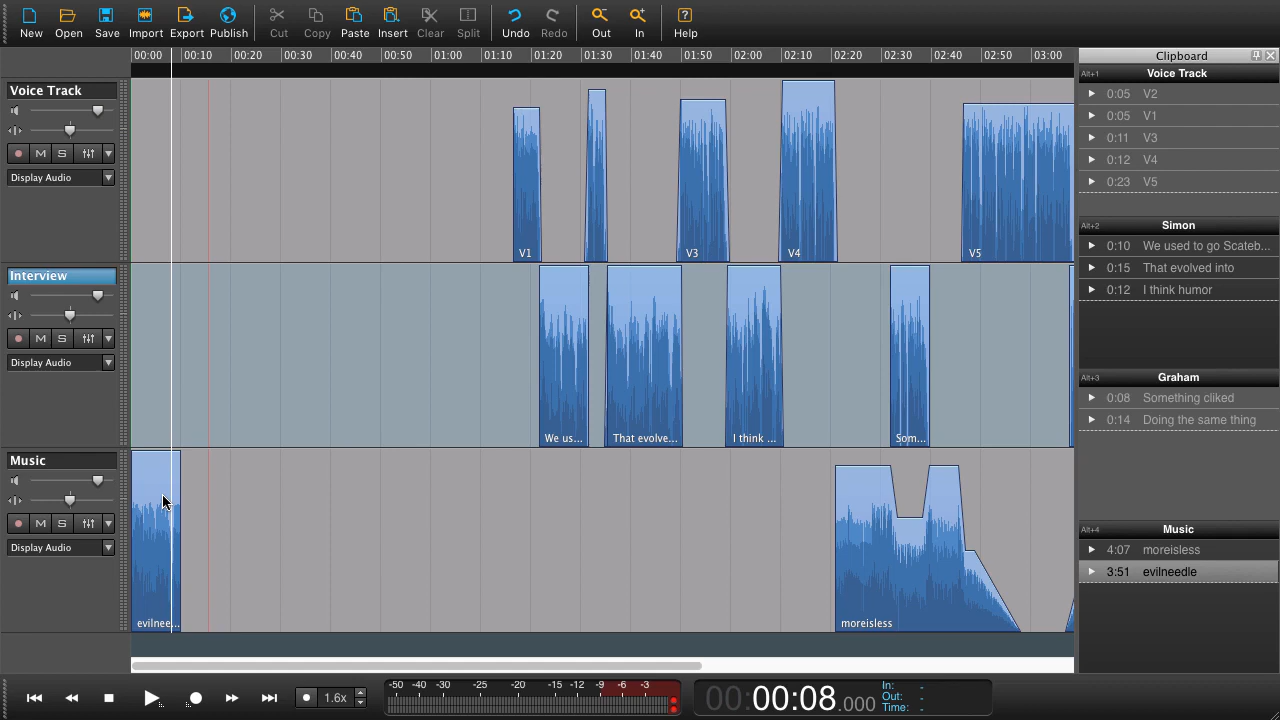 New Open Save Import Export Publish Cut Copy Paste Insert Clear Split Undo Redo Out In Help
00:00 00:10 00:20 00:30 00:40 00:50 01:00 01:10 01:20 01:30 01:40 01:50 02:00 02:10 02:20 02:30 02:40 02:50 03:00
Clipboard
Voice Track
M S
Display Audio
V1 V3 V4 V5
Interview
M S
Display Audio
We us... That evolve... I think ... Som...
Music
M S
Display Audio
evilnee... moreisless
Alt+1 Voice Track
0:05 V2
0:05 V1
0:11 V3
0:12 V4
0:23 V5
Alt+2 Simon
0:10 We used to go Scateb...
0:15 That evolved into
0:12 I think humor
Alt+3 Graham
0:08 Something cliked
0:14 Doing the same thing
Alt+4 Music
4:07 moreisless
3:51 evilneedle
1.6x
-50 -40 -30 -25 -20 -15 -12 -9 -6 -3
00:00:08.000
In: -
Out: -
Time: -